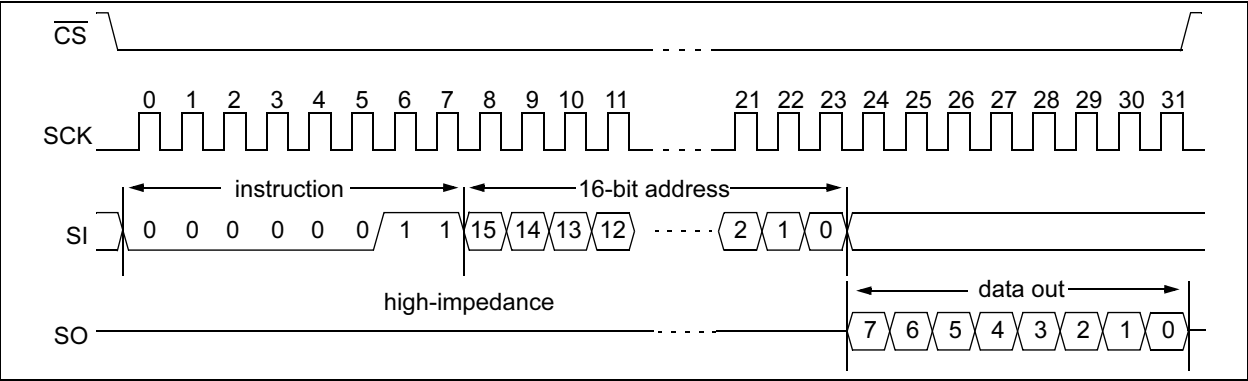 CS
0 1 2 3 4 5 6 7 8 9 10 11 21 22 23 24 25 26 27 28 29 30 31
SCK
instruction 16-bit address
SI 0 0 0 0 0 0 1 1 15 14 13 12 2 1 0
high-impedance data out
SO 7 6 5 4 3 2 1 0